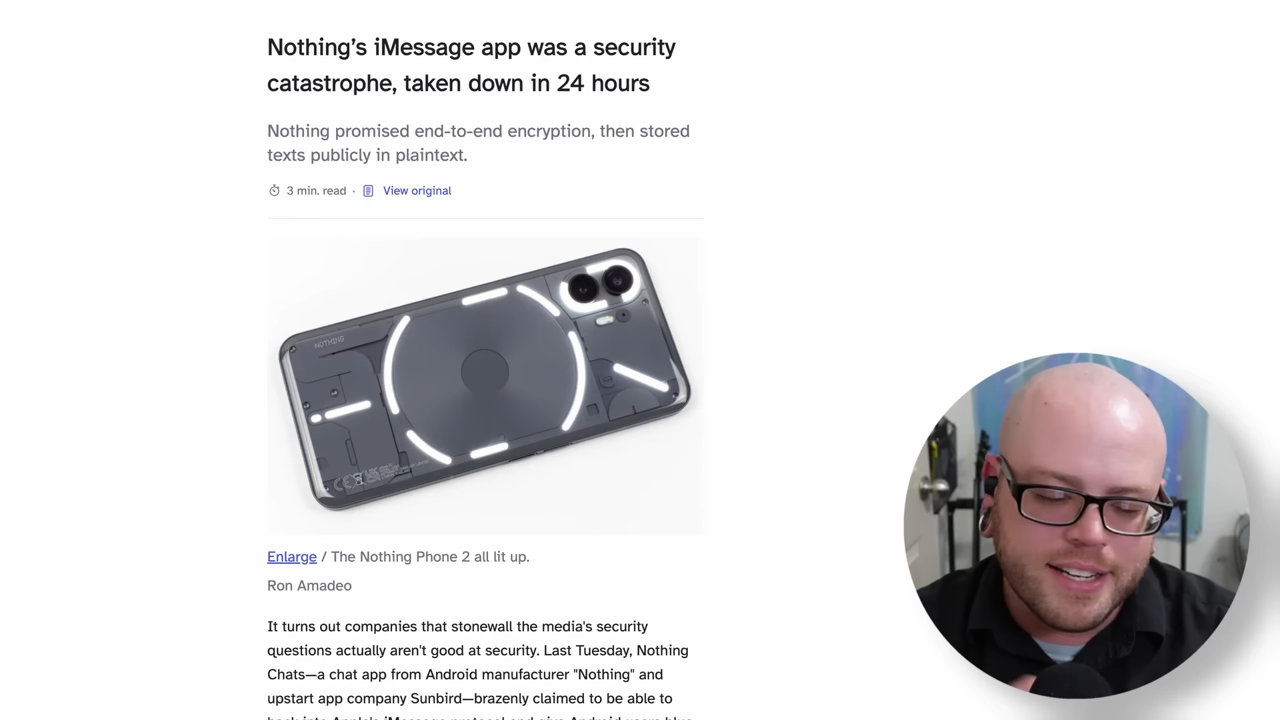 Nothing’s iMessage app was a security
catastrophe, taken down in 24 hours
Nothing promised end-to-end encryption, then stored
texts publicly in plaintext.
3 min. read · View original
NOTHING
Enlarge / The Nothing Phone 2 all lit up.
Ron Amadeo
It turns out companies that stonewall the media's security
questions actually aren't good at security. Last Tuesday, Nothing
Chats—a chat app from Android manufacturer "Nothing" and
upstart app company Sunbird—brazenly claimed to be able to